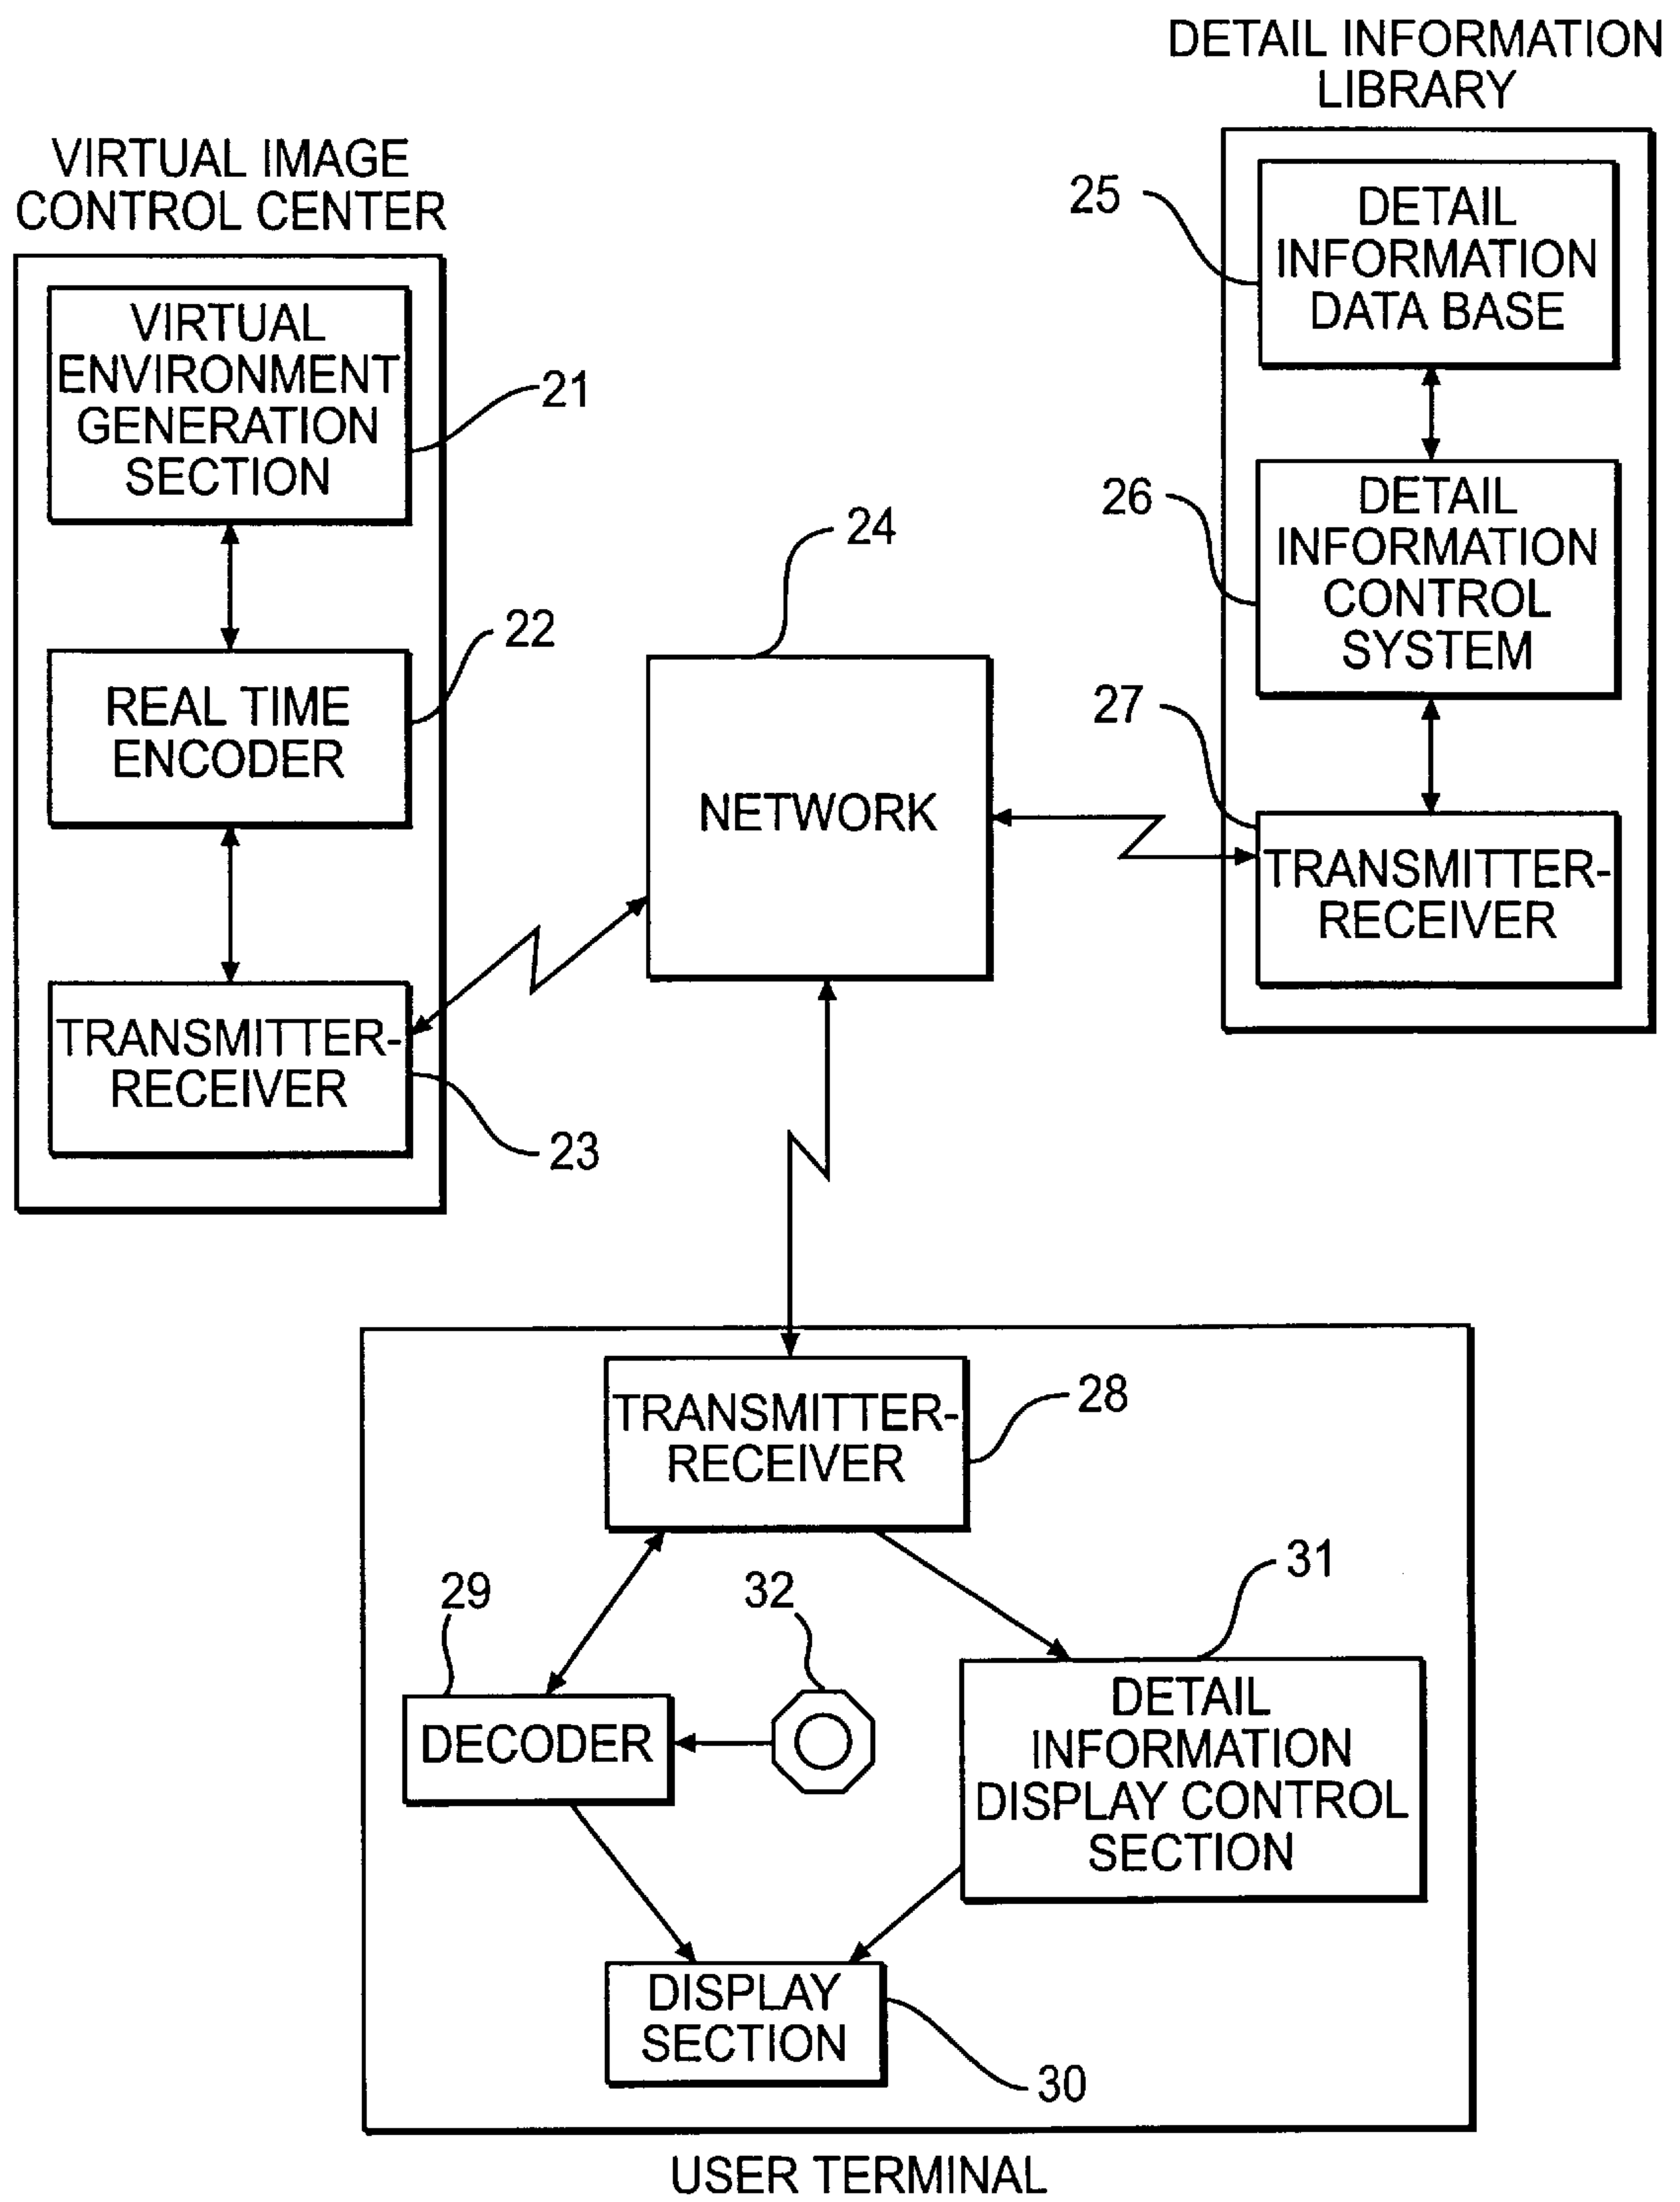 DETAIL INFORMATION
LIBRARY
VIRTUAL IMAGE
CONTROL CENTER
25
DETAIL
INFORMATION
DATA BASE
VIRTUAL
ENVIRONMENT
GENERATION
SECTION
21
26
DETAIL
INFORMATION
CONTROL
SYSTEM
24
22
REAL TIME
ENCODER
27
NETWORK
TRANSMITTER-
RECEIVER
TRANSMITTER-
RECEIVER
23
TRANSMITTER-
RECEIVER
28
29
32
31
DECODER
DETAIL
INFORMATION
DISPLAY CONTROL
SECTION
DISPLAY
SECTION
30
USER TERMINAL